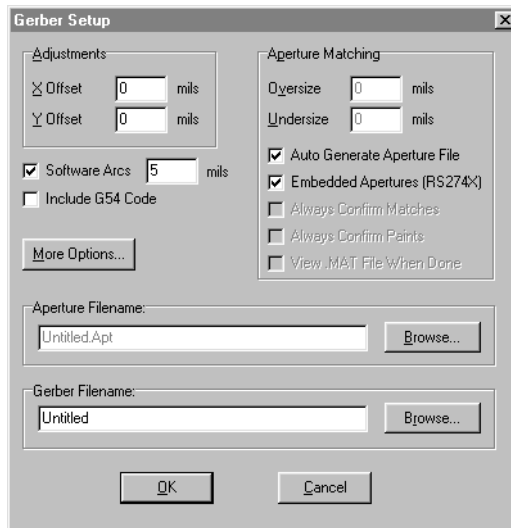 Gerber Setup
Adjustments
X Offset 0 mils
Y Offset 0 mils
Software Arcs 5 mils
Include G54 Code
More Options...
Aperture Matching
Oversize 0 mils
Undersize 0 mils
Auto Generate Aperture File
Embedded Apertures (RS274X)
Always Confirm Matches
Always Confirm Paints
View .MAT File When Done
Aperture Filename:
Untitled.Apt Browse...
Gerber Filename:
Untitled Browse...
OK Cancel